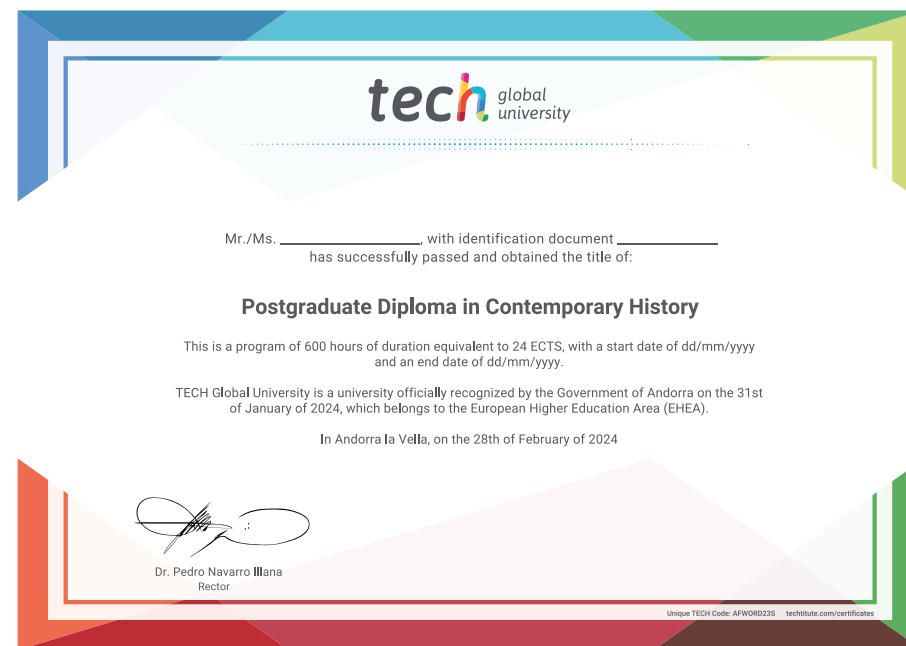 tech global
university
Mr./Ms. ____________________, with identification document ______________
has successfully passed and obtained the title of:
Postgraduate Diploma in Contemporary History
This is a program of 600 hours of duration equivalent to 24 ECTS, with a start date of dd/mm/yyyy
and an end date of dd/mm/yyyy.
TECH Global University is a university officially recognized by the Government of Andorra on the 31st
of January of 2024, which belongs to the European Higher Education Area (EHEA).
In Andorra la Vella, on the 28th of February of 2024
Dr. Pedro Navarro Illana
Rector
Unique TECH Code: AFWORD23S techtitute.com/certificates